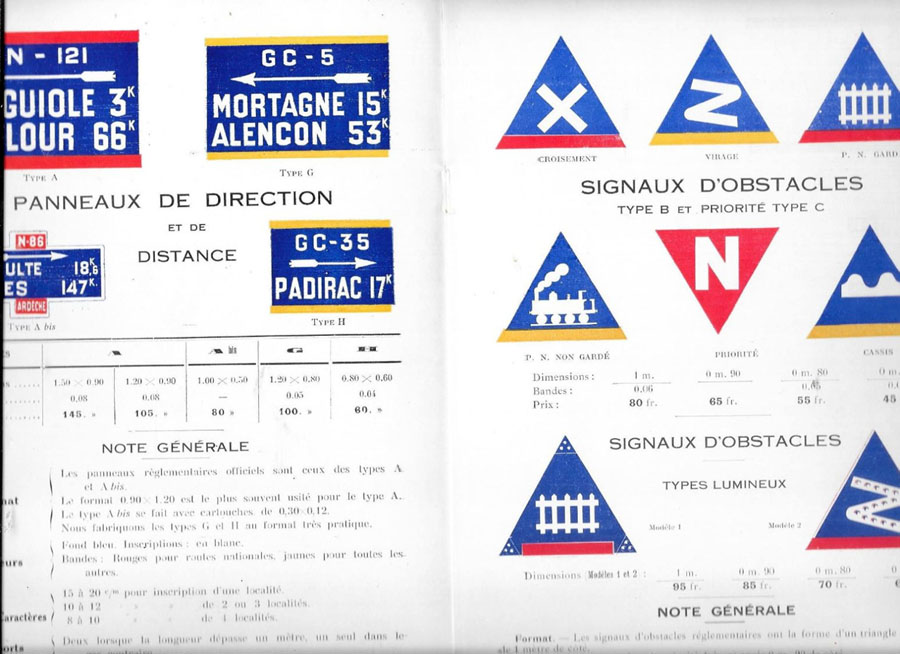 N - 121
GUIOLE 3K
LOUR 66K
TYPE A
GC - 5
MORTAGNE 15K
ALENCON 53K
TYPE G
PANNEAUX DE DIRECTION
ET DE
DISTANCE
N-86
ULTE 18K6
ES 147K.
ARDÈCHE
TYPE A bis
GC-35
PADIRAC 17K
TYPE H
A A bis G H
1.50 × 0.90 1.20 × 0.90 1.00 × 0.50 1.20 × 0.80 0.80 × 0.60
0.08 0.08 — 0.05 0.04
145. » 105. » 80 » 100. » 60. »
NOTE GÉNÉRALE
Les panneaux réglementaires officiels sont ceux des types A.
et A bis.
Le format 0.90 × 1.20 est le plus souvent usité pour le type A.
Le type A bis se fait avec cartouches de 0,30×0,12.
Nous fabriquons les types G et H au format très pratique.
Fond bleu. Inscriptions : en blanc.
Bandes : Rouges pour routes nationales, jaunes pour toutes les
autres.
Caractères
15 à 20 c/m pour inscription d'une localité.
10 à 12 » » de 2 ou 3 localités.
8 à 10 » » de 4 localités.
Deux lorsque la longueur dépasse un mètre, un seul dans le
CROISEMENT
VIRAGE
P. N. GARD
SIGNAUX D'OBSTACLES
TYPE B ET PRIORITÉ TYPE C
N
P. N. NON GARDÉ
PRIORITÉ
CASSIS
Dimensions : 1 m. 0 m. 90 0 m. 80 0 m.
Bandes : 0,06
Prix : 80 fr. 65 fr. 55 fr. 45
SIGNAUX D'OBSTACLES
TYPES LUMINEUX
Modèle 1
Modèle 2
Dimensions Modèles 1 et 2 : 1 m. 0 m. 90 0 m. 80 0
95 fr. 85 fr. 70 fr.
NOTE GÉNÉRALE
Format. — Les signaux d'obstacles réglementaires ont la forme d'un triangle
de 1 mètre de côté.